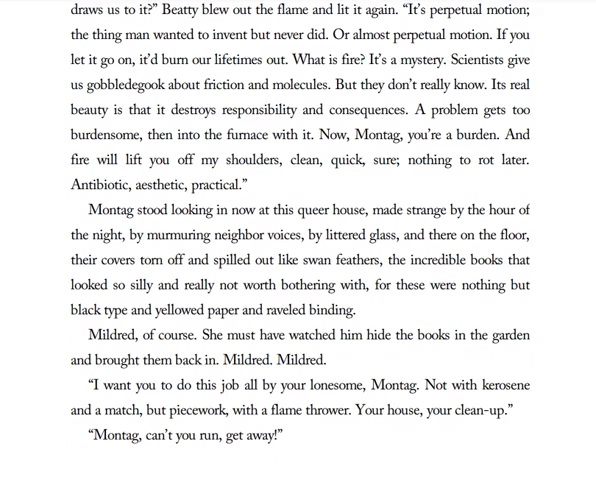 draws us to it?” Beatty blew out the flame and lit it again. “It’s perpetual motion;
the thing man wanted to invent but never did. Or almost perpetual motion. If you
let it go on, it’d burn our lifetimes out. What is fire? It’s a mystery. Scientists give
us gobbledegook about friction and molecules. But they don’t really know. Its real
beauty is that it destroys responsibility and consequences. A problem gets too
burdensome, then into the furnace with it. Now, Montag, you’re a burden. And
fire will lift you off my shoulders, clean, quick, sure; nothing to rot later.
Antibiotic, aesthetic, practical.”
Montag stood looking in now at this queer house, made strange by the hour of
the night, by murmuring neighbor voices, by littered glass, and there on the floor,
their covers torn off and spilled out like swan feathers, the incredible books that
looked so silly and really not worth bothering with, for these were nothing but
black type and yellowed paper and raveled binding.
Mildred, of course. She must have watched him hide the books in the garden
and brought them back in. Mildred. Mildred.
“I want you to do this job all by your lonesome, Montag. Not with kerosene
and a match, but piecework, with a flame thrower. Your house, your clean-up.”
“Montag, can’t you run, get away!”